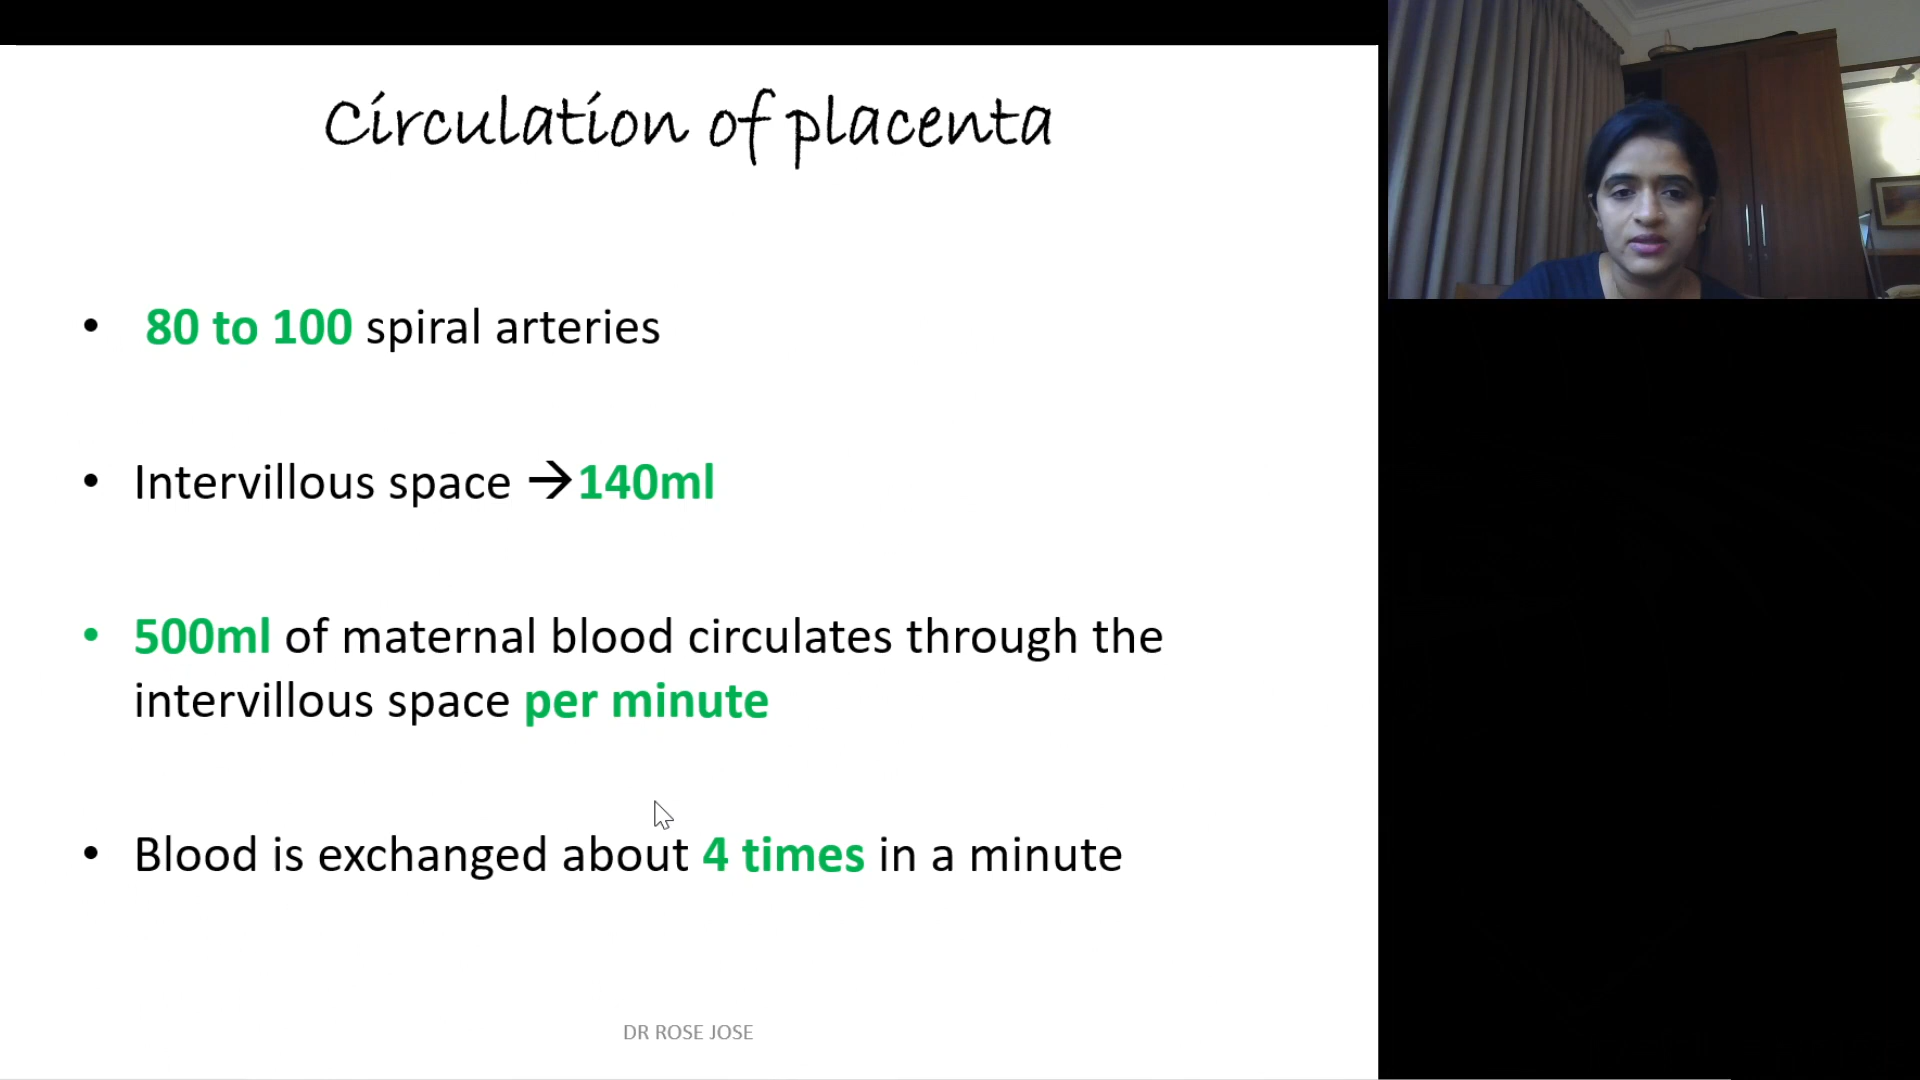 Circulation of placenta
• 80 to 100 spiral arteries
• Intervillous space →140ml
• 500ml of maternal blood circulates through the
intervillous space per minute
• Blood is exchanged about 4 times in a minute
DR ROSE JOSE